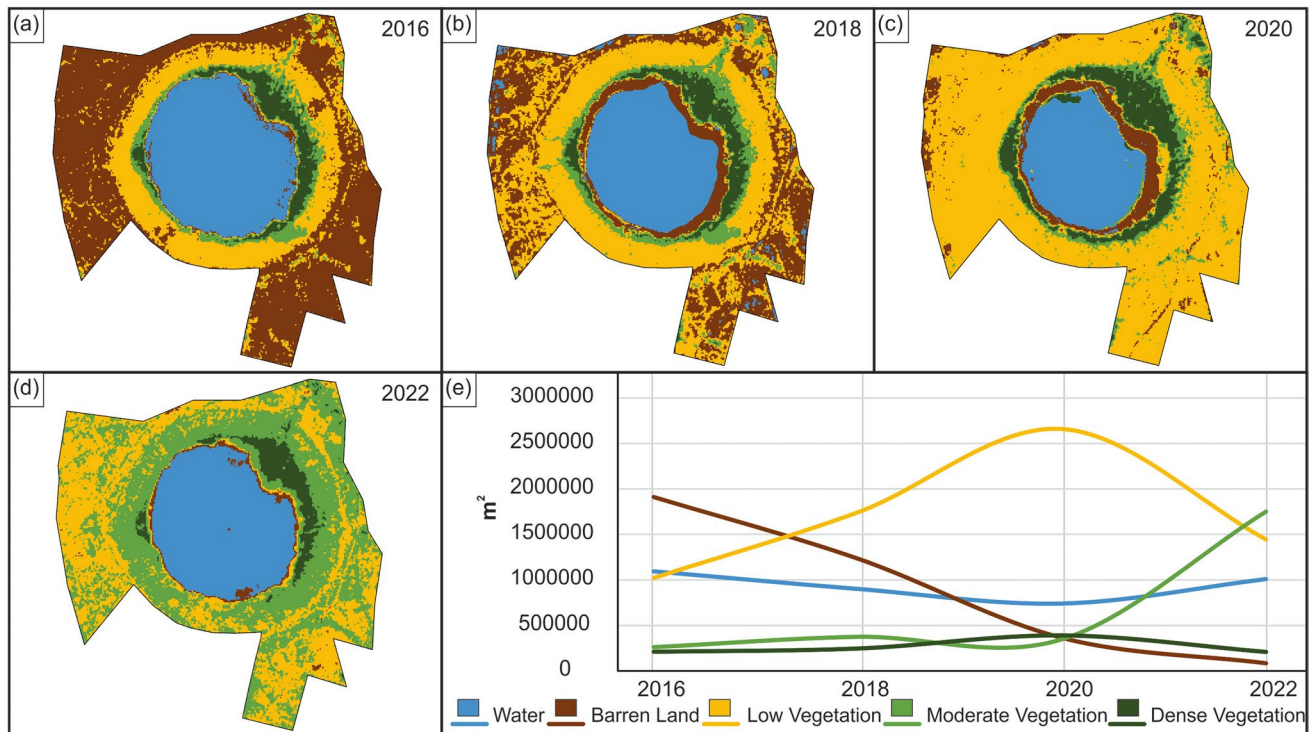 (a) 2016
(b) 2018
(c) 2020
(d) 2022
(e)
3000000
2500000
2000000
1500000
1000000
500000
0
m²
2016 2018 2020 2022
Water Barren Land Low Vegetation Moderate Vegetation Dense Vegetation